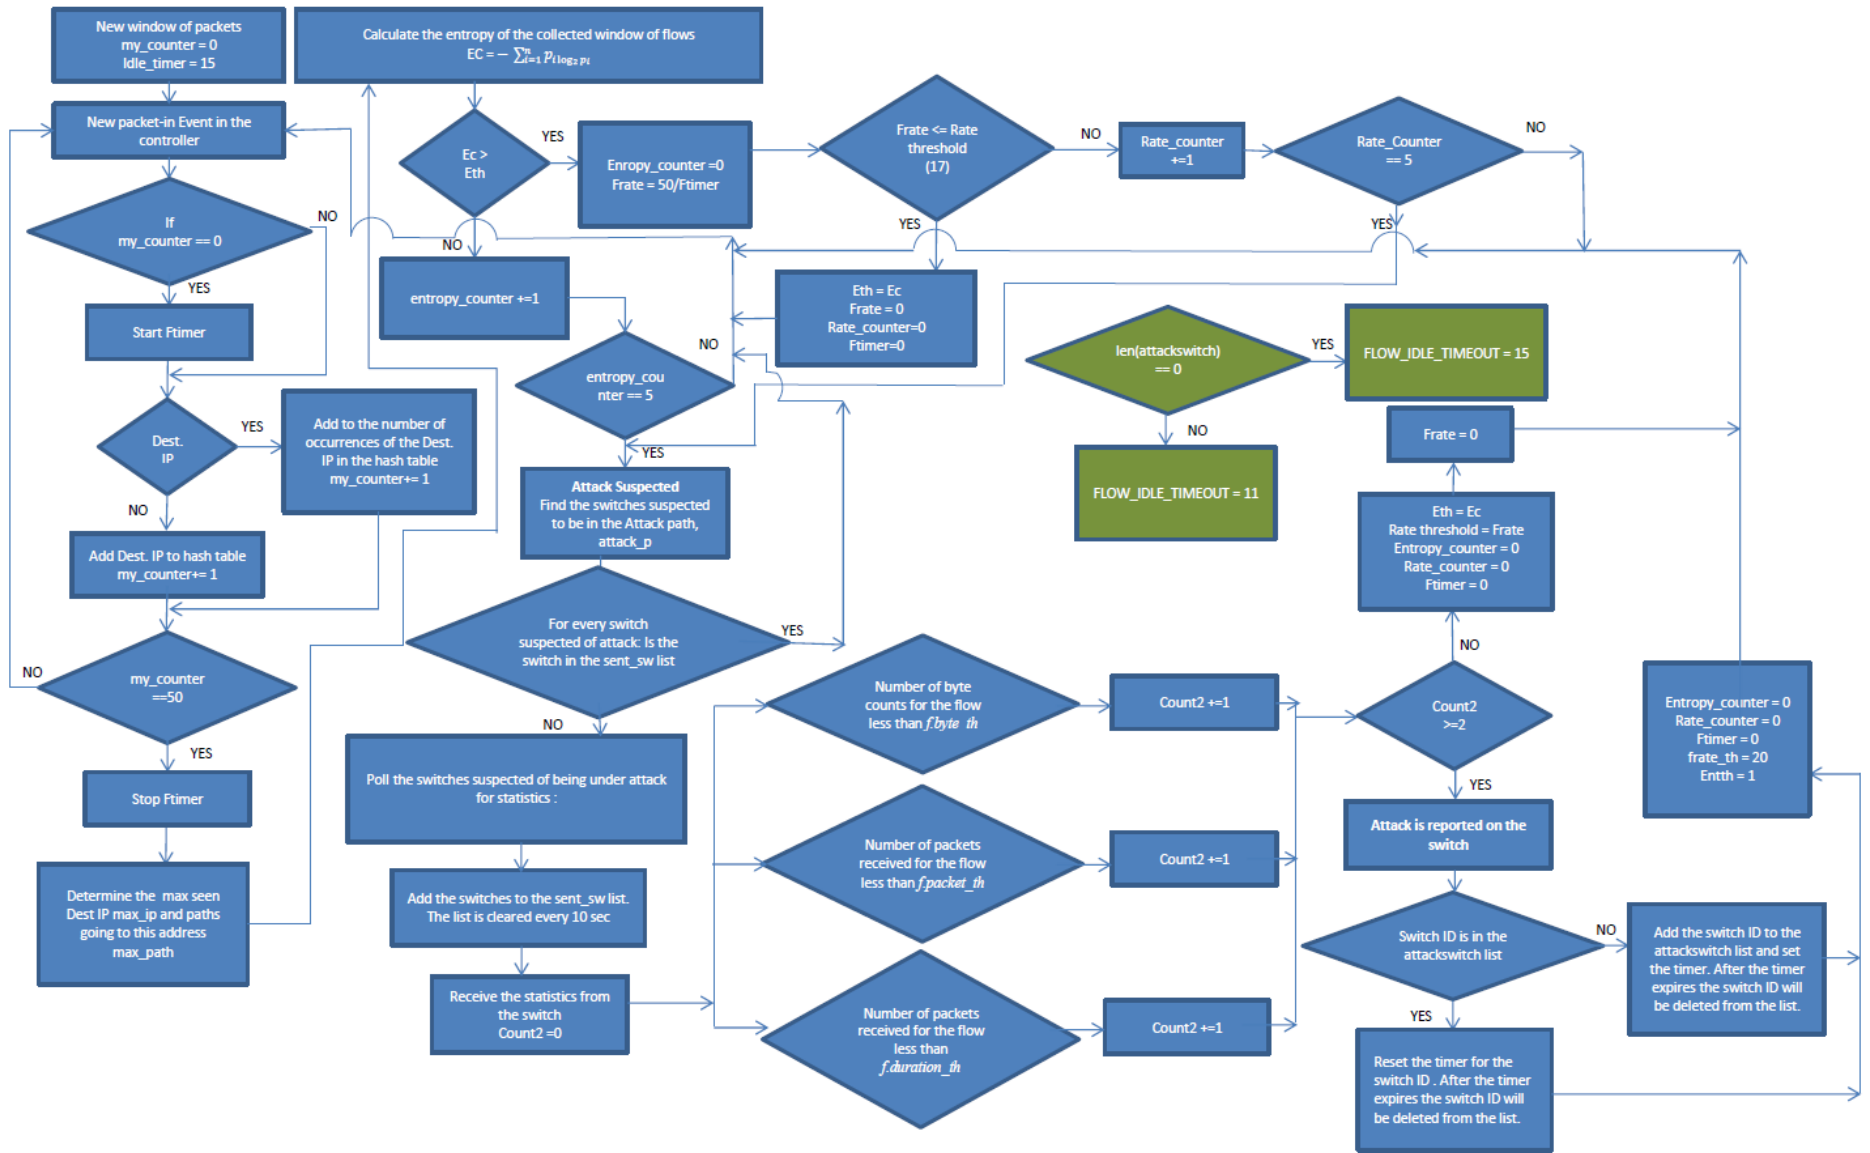 New window of packets
my_counter = 0
Idle_timer = 15
New packet-in Event in the
controller
If
my_counter == 0
NO
YES
Start Ftimer
Dest.
IP
YES
Add to the number of
occurrences of the Dest.
IP in the hash table
my_counter+= 1
NO
Add Dest. IP to hash table
my_counter+= 1
my_counter
==50
NO
YES
Stop Ftimer
Determine the max seen
Dest IP max_ip and paths
going to this address
max_path
Calculate the entropy of the collected window of flows
EC = − ∑ⁿᵢ₌₁ p_{i log₂ p_i}
Ec >
Eth
YES
NO
Enropy_counter =0
Frate = 50/Ftimer
Frate <= Rate
threshold
(17)
NO
YES
Rate_counter
+=1
Rate_Counter
== 5
NO
YES
entropy_counter +=1
entropy_cou
nter == 5
NO
YES
Eth = Ec
Frate = 0
Rate_counter=0
Ftimer=0
Attack Suspected
Find the switches suspected
to be in the Attack path,
attack_p
For every switch
suspected of attack: Is the
switch in the sent_sw list
YES
NO
Poll the switches suspected of being under attack
for statistics :
Add the switches to the sent_sw list.
The list is cleared every 10 sec
Receive the statistics from
the switch
Count2 =0
Number of byte
counts for the flow
less than f.byte_th
Count2 +=1
Number of packets
received for the flow
less than f.packet_th
Count2 +=1
Number of packets
received for the flow
less than
f.duration_th
Count2 +=1
len(attackswitch)
== 0
YES
FLOW_IDLE_TIMEOUT = 15
NO
FLOW_IDLE_TIMEOUT = 11
Frate = 0
Eth = Ec
Rate threshold = Frate
Entropy_counter = 0
Rate_counter = 0
Ftimer = 0
NO
Count2
>=2
YES
Attack is reported on the
switch
Switch ID is in the
attackswitch list
NO
YES
Add the switch ID to the
attackswitch list and set
the timer. After the timer
expires the switch ID will
be deleted from the list.
Reset the timer for the
switch ID . After the timer
expires the switch ID will
be deleted from the list.
Entropy_counter = 0
Rate_counter = 0
Ftimer = 0
frate_th = 20
Entth = 1